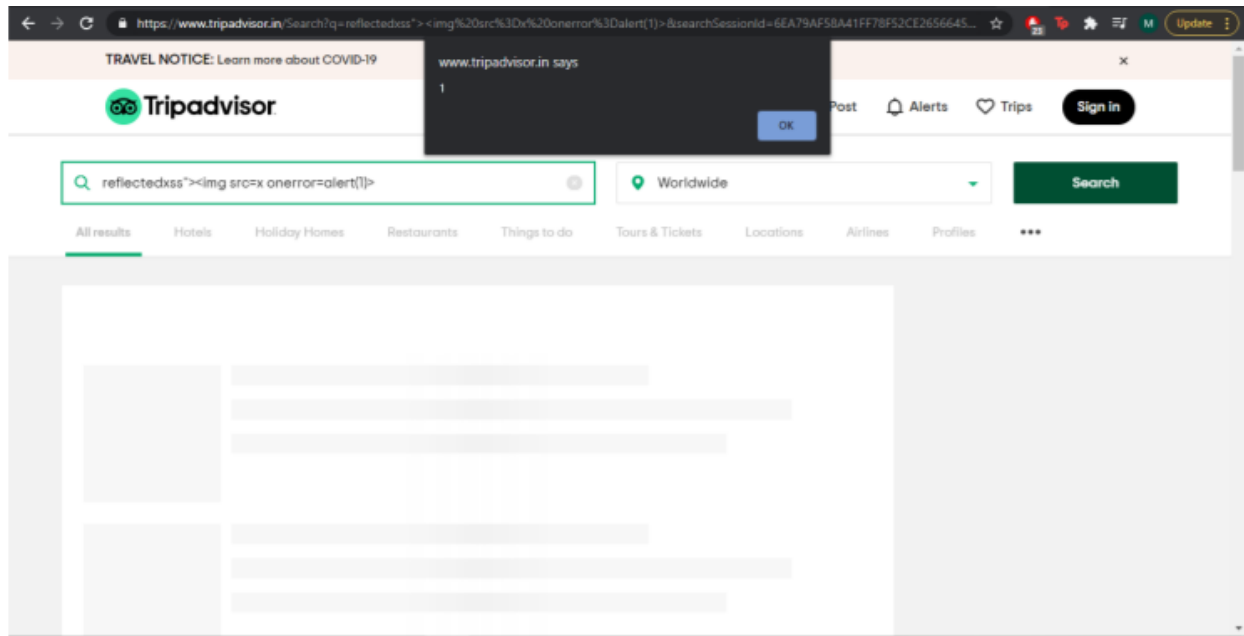 https://www.tripadvisor.in/Search?q=reflectedxss"><img%20src%3Dx%20onerror%3Dalert(1)>&searchSessionId=6EA79AF58A41FF78F52CE2656645...
23
Tp
M
Update
TRAVEL NOTICE: Learn more about COVID-19
www.tripadvisor.in says
1
OK
Tripadvisor
Post
Alerts
Trips
Sign in
reflectedxss"><img src=x onerror=alert(1)>
Worldwide
Search
All results Hotels Holiday Homes Restaurants Things to do Tours & Tickets Locations Airlines Profiles